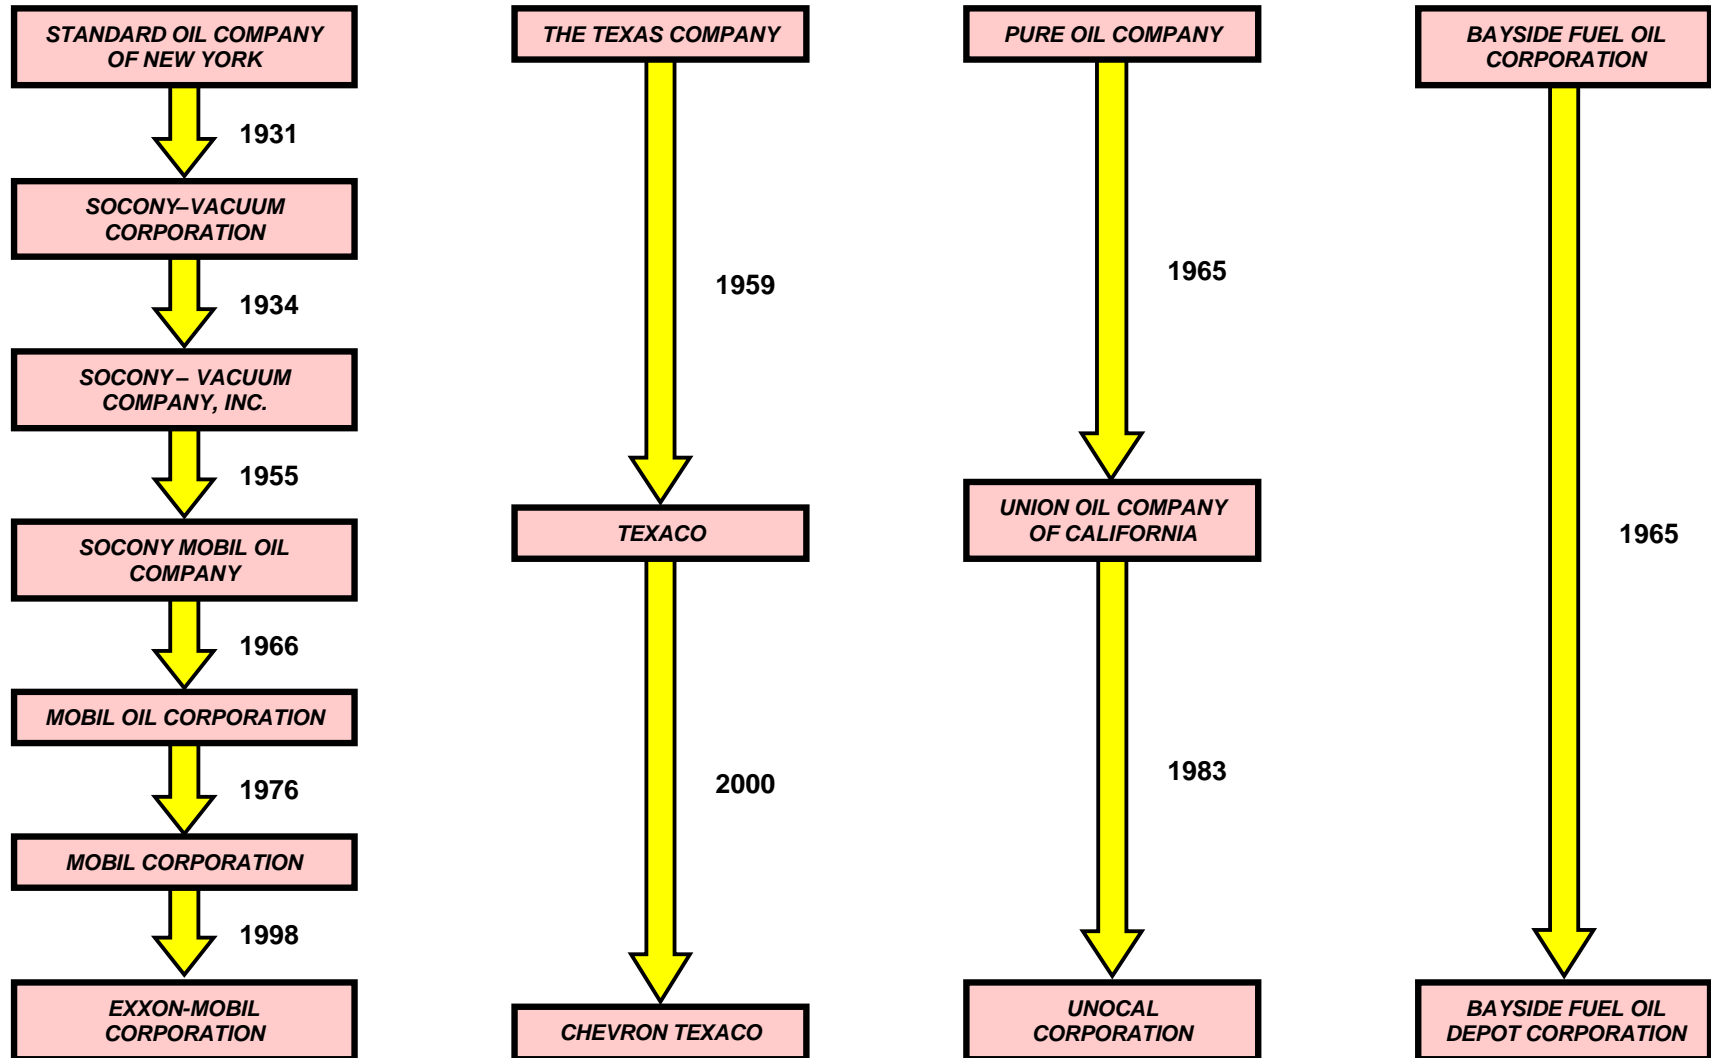 STANDARD OIL COMPANY
OF NEW YORK
1931
SOCONY–VACUUM
CORPORATION
1934
SOCONY – VACUUM
COMPANY, INC.
1955
SOCONY MOBIL OIL
COMPANY
1966
MOBIL OIL CORPORATION
1976
MOBIL CORPORATION
1998
EXXON-MOBIL
CORPORATION
THE TEXAS COMPANY
1959
TEXACO
2000
CHEVRON TEXACO
PURE OIL COMPANY
1965
UNION OIL COMPANY
OF CALIFORNIA
1983
UNOCAL
CORPORATION
BAYSIDE FUEL OIL
CORPORATION
1965
BAYSIDE FUEL OIL
DEPOT CORPORATION